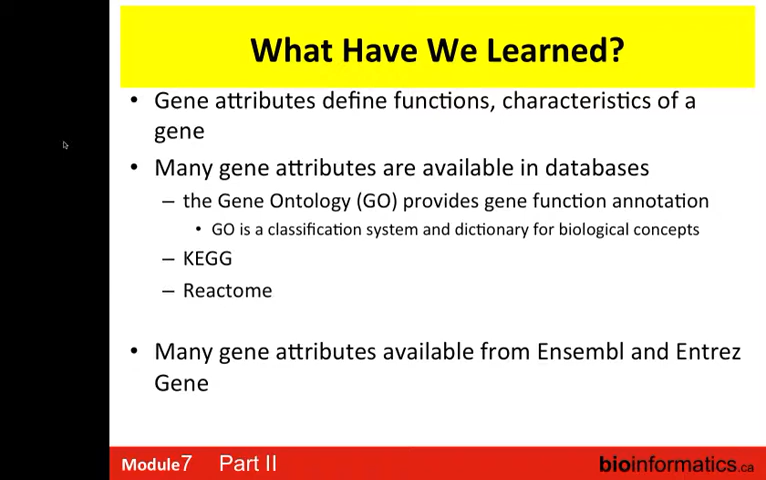 What Have We Learned?
• Gene attributes define functions, characteristics of a
gene
• Many gene attributes are available in databases
– the Gene Ontology (GO) provides gene function annotation
• GO is a classification system and dictionary for biological concepts
– KEGG
– Reactome
• Many gene attributes available from Ensembl and Entrez
Gene
Module7 Part II bioinformatics.ca